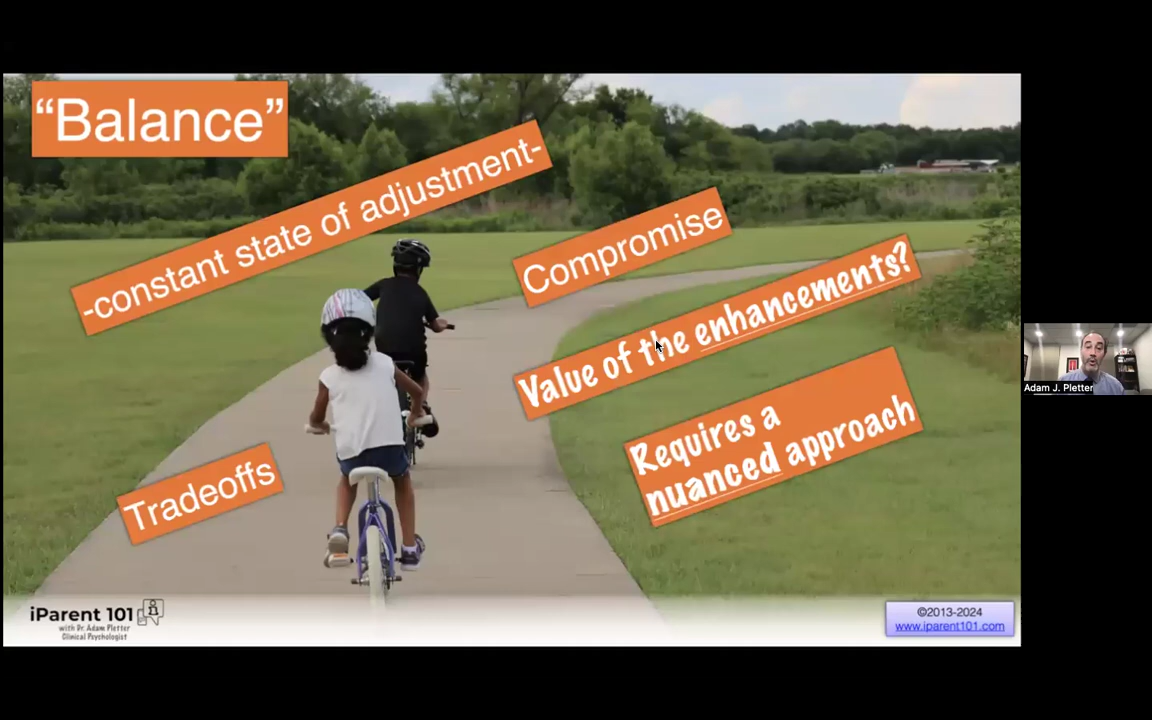 “Balance”
-constant state of adjustment-
Compromise
Value of the enhancements?
Requires a
nuanced approach
Tradeoffs
iParent 101
with Dr. Adam Pletter
Clinical Psychologist
©2013-2024
www.iparent101.com
Adam J. Pletter